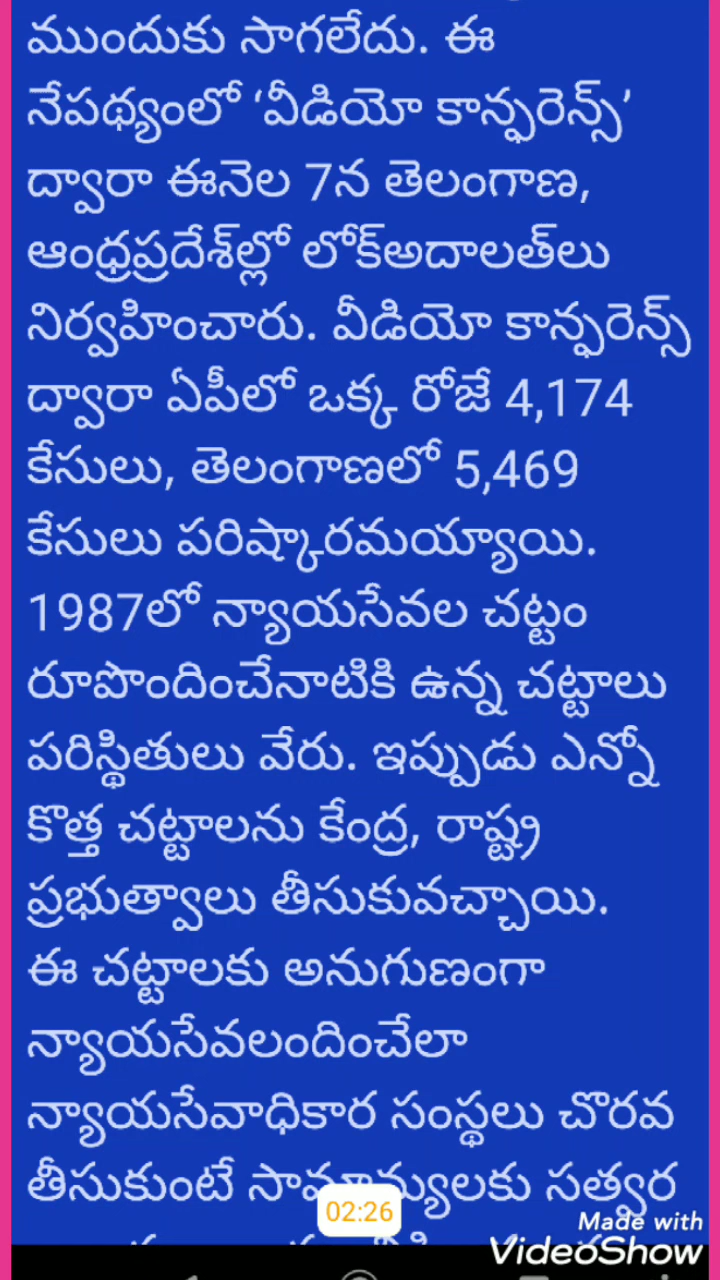 ముందుకు సాగలేదు. ఈ
నేపథ్యంలో ‘వీడియో కాన్ఫరెన్స్’
ద్వారా ఈనెల 7న తెలంగాణ,
ఆంధ్రప్రదేశ్‌ల్లో లోక్‌అదాలత్‌లు
నిర్వహించారు. వీడియో కాన్ఫరెన్స్
ద్వారా ఏపీలో ఒక్క రోజే 4,174
కేసులు, తెలంగాణలో 5,469
కేసులు పరిష్కారమయ్యాయి.
1987లో న్యాయసేవల చట్టం
రూపొందించేనాటికి ఉన్న చట్టాలు
పరిస్థితులు వేరు. ఇప్పుడు ఎన్నో
కొత్త చట్టాలను కేంద్ర, రాష్ట్ర
ప్రభుత్వాలు తీసుకువచ్చాయి.
ఈ చట్టాలకు అనుగుణంగా
న్యాయసేవలందించేలా
న్యాయసేవాధికార సంస్థలు చొరవ
తీసుకుంటే సామాన్యులకు సత్వర
02:26
Made with
VideoShow